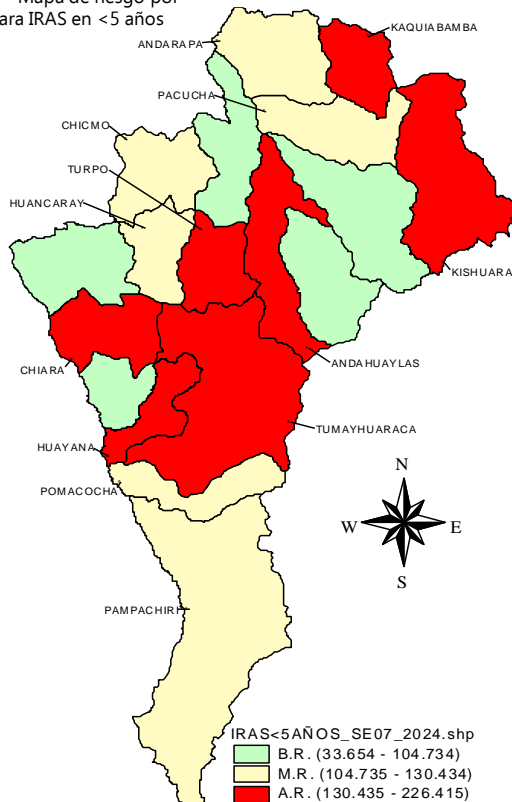 Mapa de riesgo por
ara IRAS en <5 años
KAQUIABAMBA
ANDARAPA
PACUCHA
CHICMO
TURPO
HUANCARAY
KISHUARA
CHIARA
ANDAHUAYLAS
TUMAYHUARACA
HUAYANA
POMACOCHA
N
W
E
S
PAMPACHIRI
IRAS<5AÑOS_SE07_2024.shp
B.R. (33.654 - 104.734)
M.R. (104.735 - 130.434)
A.R. (130.435 - 226.415)